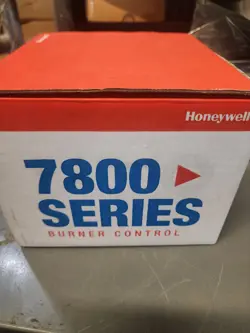 Honeywell
7800
SERIES
BURNER CONTROL